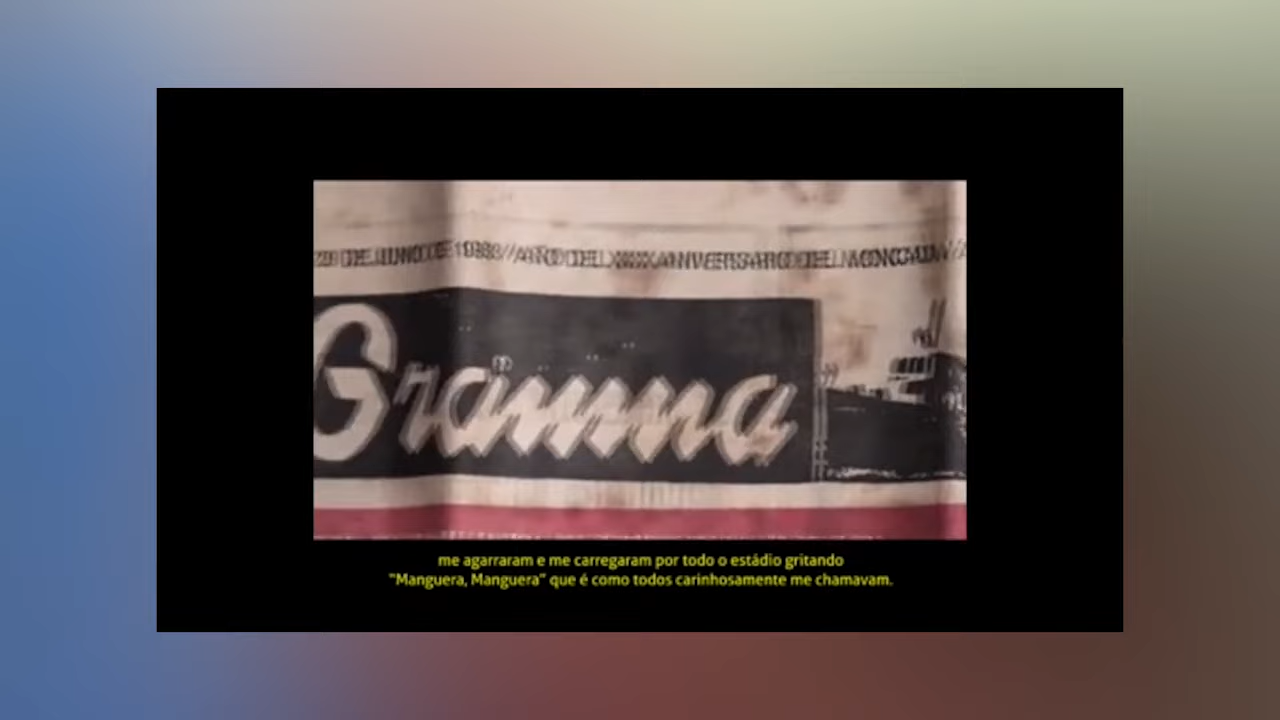 Granma
me agarraram e me carregaram por todo o estádio gritando
"Manguera, Manguera" que é como todos carinhosamente me chamavam.